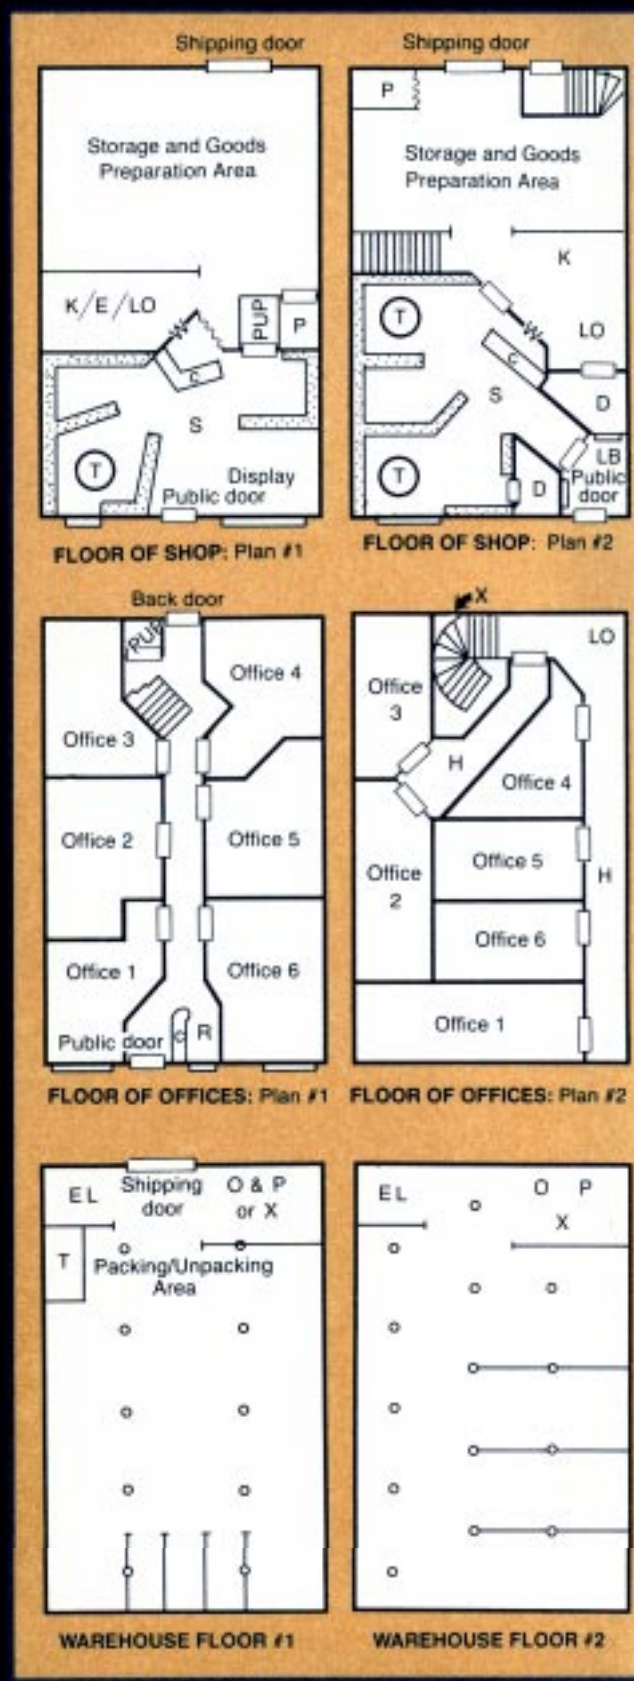 Shipping door
P
Storage and Goods
Preparation Area
K/E/LO
W
PUP
P
C
S
T
Display
Public door
FLOOR OF SHOP: Plan #1
Shipping door
P
Storage and Goods
Preparation Area
K
T
W
LO
C
S
D
T
D
LB
Public
door
FLOOR OF SHOP: Plan #2
Back door
PUP
Office 4
Office 3
Office 2
Office 5
Office 1
Office 6
Public door
C
R
FLOOR OF OFFICES: Plan #1
X
LO
Office
3
H
Office 4
Office
2
Office 5
H
Office 6
Office 1
FLOOR OF OFFICES: Plan #2
EL
Shipping
door
O & P
or X
T
Packing/Unpacking
Area
WAREHOUSE FLOOR #1
EL
O P
X
WAREHOUSE FLOOR #2